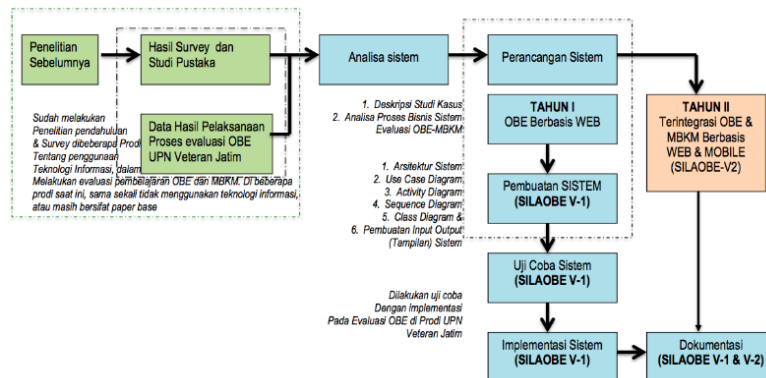 Penelitian
Sebelumnya
Hasil Survey dan
Studi Pustaka
Data Hasil Pelaksanaan
Proses evaluasi OBE
UPN Veteran Jatim
Sudah melakukan
Penelitian pendahuluan
& Survey dibeberapa Prodi
Tentang penggunaan
Teknologi Informasi, dalam
Melakukan evaluasi pembelajaran OBE dan MBKM. Di beberapa
prodi saat ini, sama sekali tidak menggunakan teknologi informasi,
atau masih bersifat paper base
Analisa sistem
1. Deskripsi Studi Kasus
2. Analisa Proses Bisnis Sistem
Evaluasi OBE-MBKM
1. Arsitektur Sistem
2. Use Case Diagram
3. Activity Diagram
4. Sequence Diagram
5. Class Diagram &
6. Pembuatan Input Output
(Tampilan) Sistem
Dilakukan uji coba
Dengan Implementasi
Pada Evaluasi OBE di Prodi UPN
Veteran Jatim
Perancangan Sistem
TAHUN I
OBE Berbasis WEB
Pembuatan SISTEM
(SILAOBE V-1)
Uji Coba Sistem
(SILAOBE V-1)
Implementasi Sistem
(SILAOBE V-1)
TAHUN II
Terintegrasi OBE &
MBKM Berbasis
WEB & MOBILE
(SILAOBE-V2)
Dokumentasi
(SILAOBE V-1 & V-2)